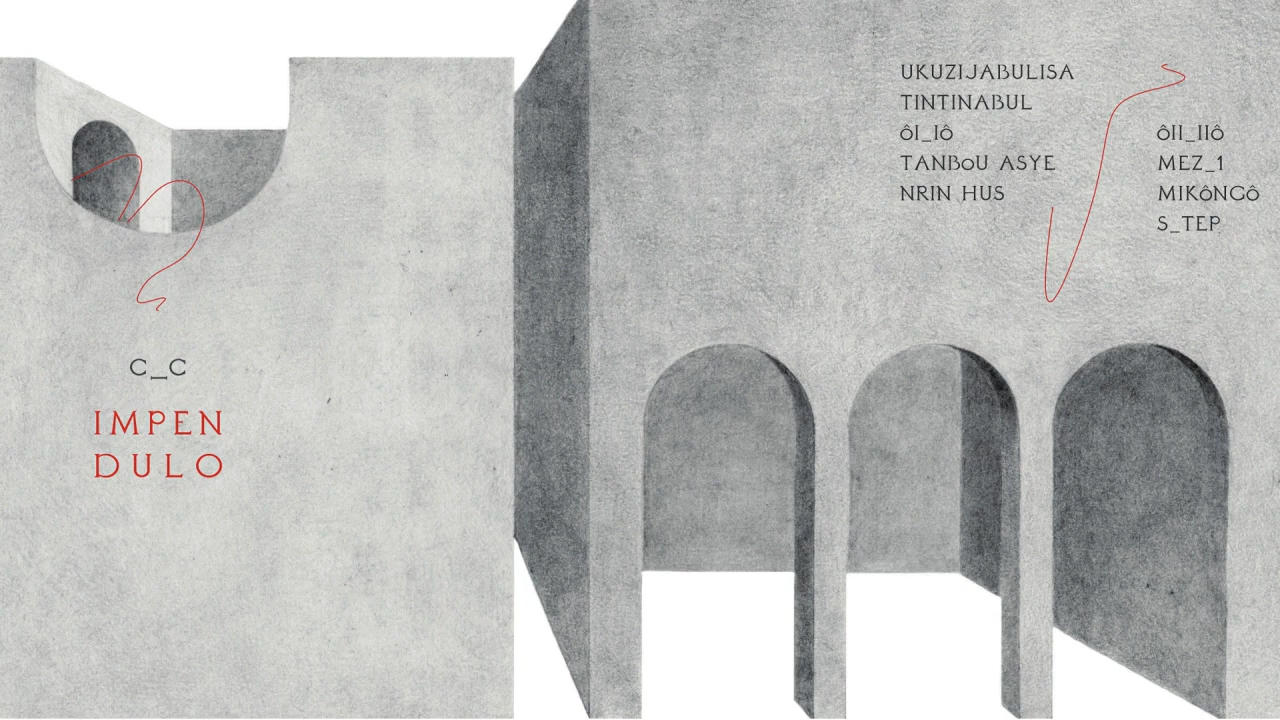 C_C
IMPEN
DULO
UKUZIJABULISA
TINTINABUL
ôI_Iô
TANBoU ASYE
NRIN HUS
ôII_IIô
MEZ_1
MIKôNGô
S_TEP